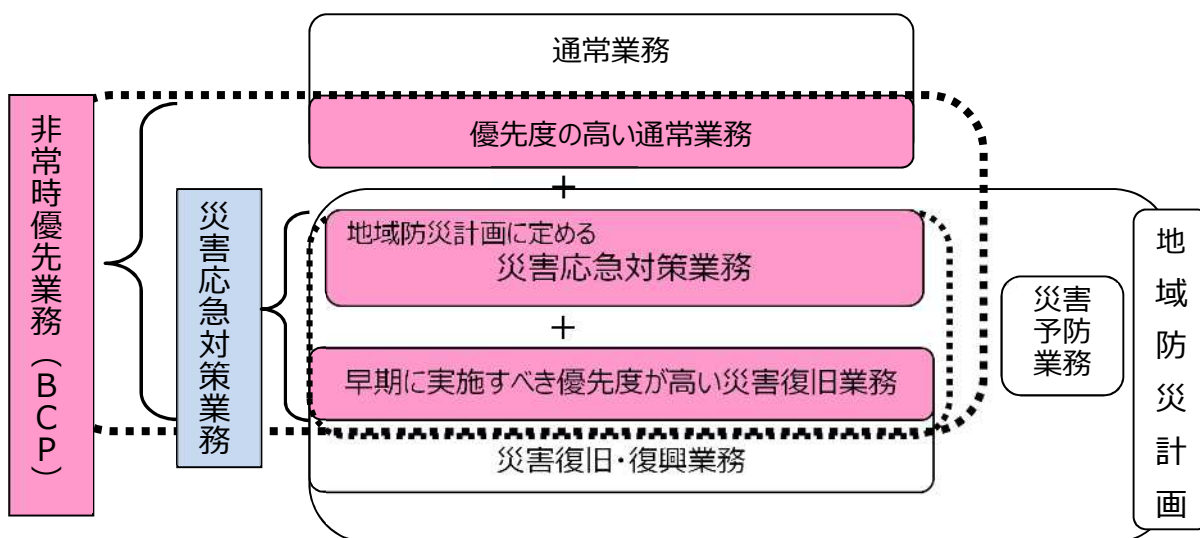 通常業務
優先度の高い通常業務
+
非常時優先業務（BCP）
災害応急対策業務
地域防災計画に定める
災害応急対策業務
+
早期に実施すべき優先度が高い災害復旧業務
災害復旧・復興業務
災害
予防
業務
地域防災計画